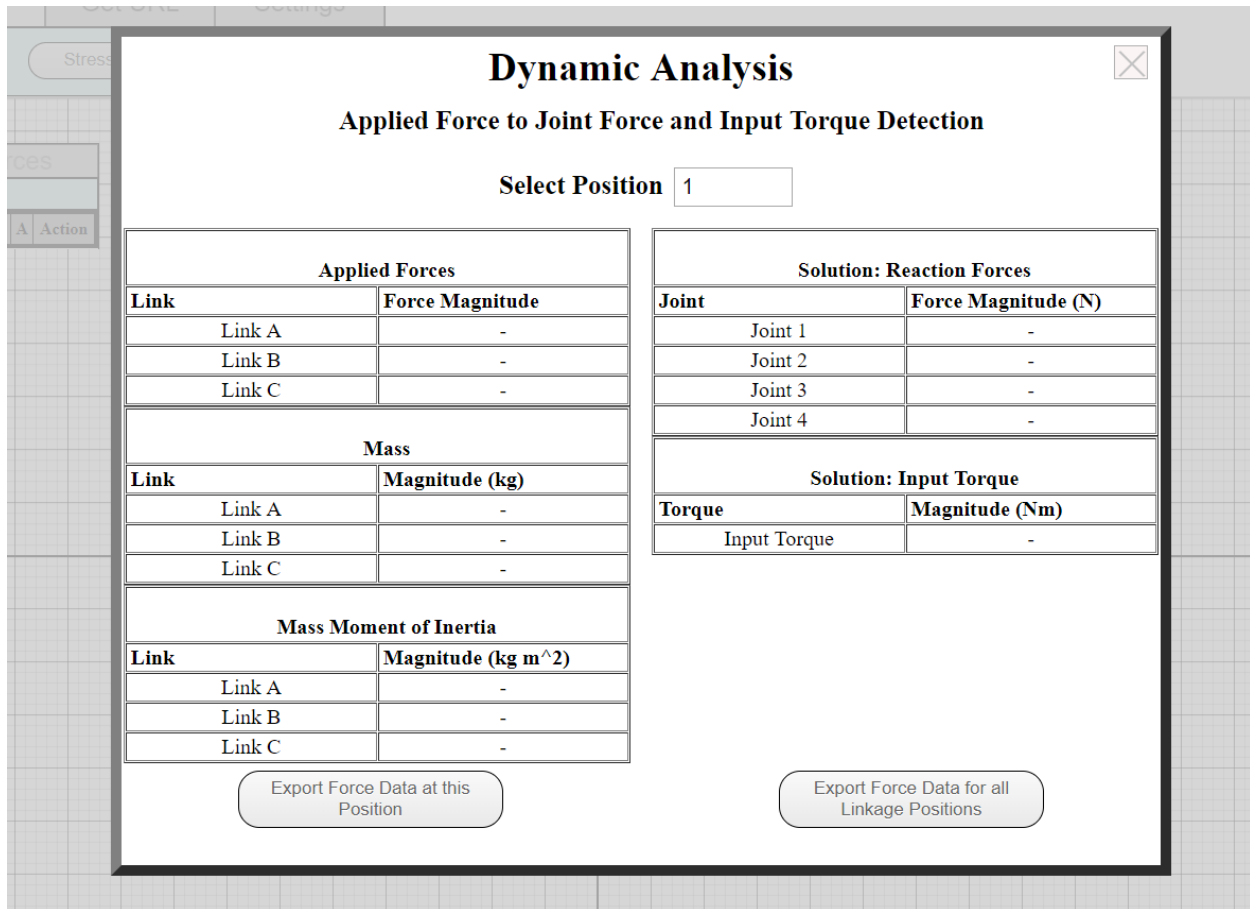 Get URL
Settings
Stress
Dynamic Analysis
Applied Force to Joint Force and Input Torque Detection
Select Position 1
A Action
Applied Forces
Link Force Magnitude
Link A -
Link B -
Link C -
Mass
Link Magnitude (kg)
Link A -
Link B -
Link C -
Mass Moment of Inertia
Link Magnitude (kg m^2)
Link A -
Link B -
Link C -
Export Force Data at this
Position
Solution: Reaction Forces
Joint Force Magnitude (N)
Joint 1 -
Joint 2 -
Joint 3 -
Joint 4 -
Solution: Input Torque
Torque Magnitude (Nm)
Input Torque -
Export Force Data for all
Linkage Positions